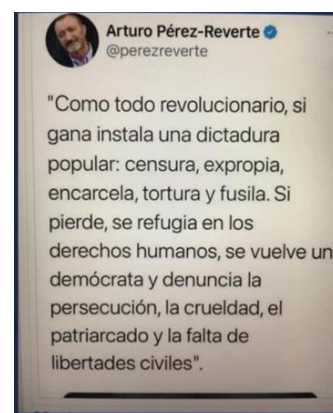 Arturo Pérez-Reverte
@perezreverte
"Como todo revolucionario, si
gana instala una dictadura
popular: censura, expropia,
encarcela, tortura y fusila. Si
pierde, se refugia en los
derechos humanos, se vuelve un
demócrata y denuncia la
persecución, la crueldad, el
patriarcado y la falta de
libertades civiles".